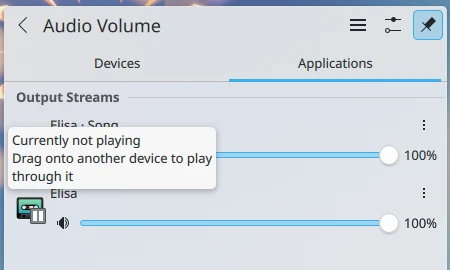 Audio Volume
Devices
Applications
Output Streams
Elisa · Song
Currently not playing
Drag onto another device to play
through it
100%
Elisa
100%